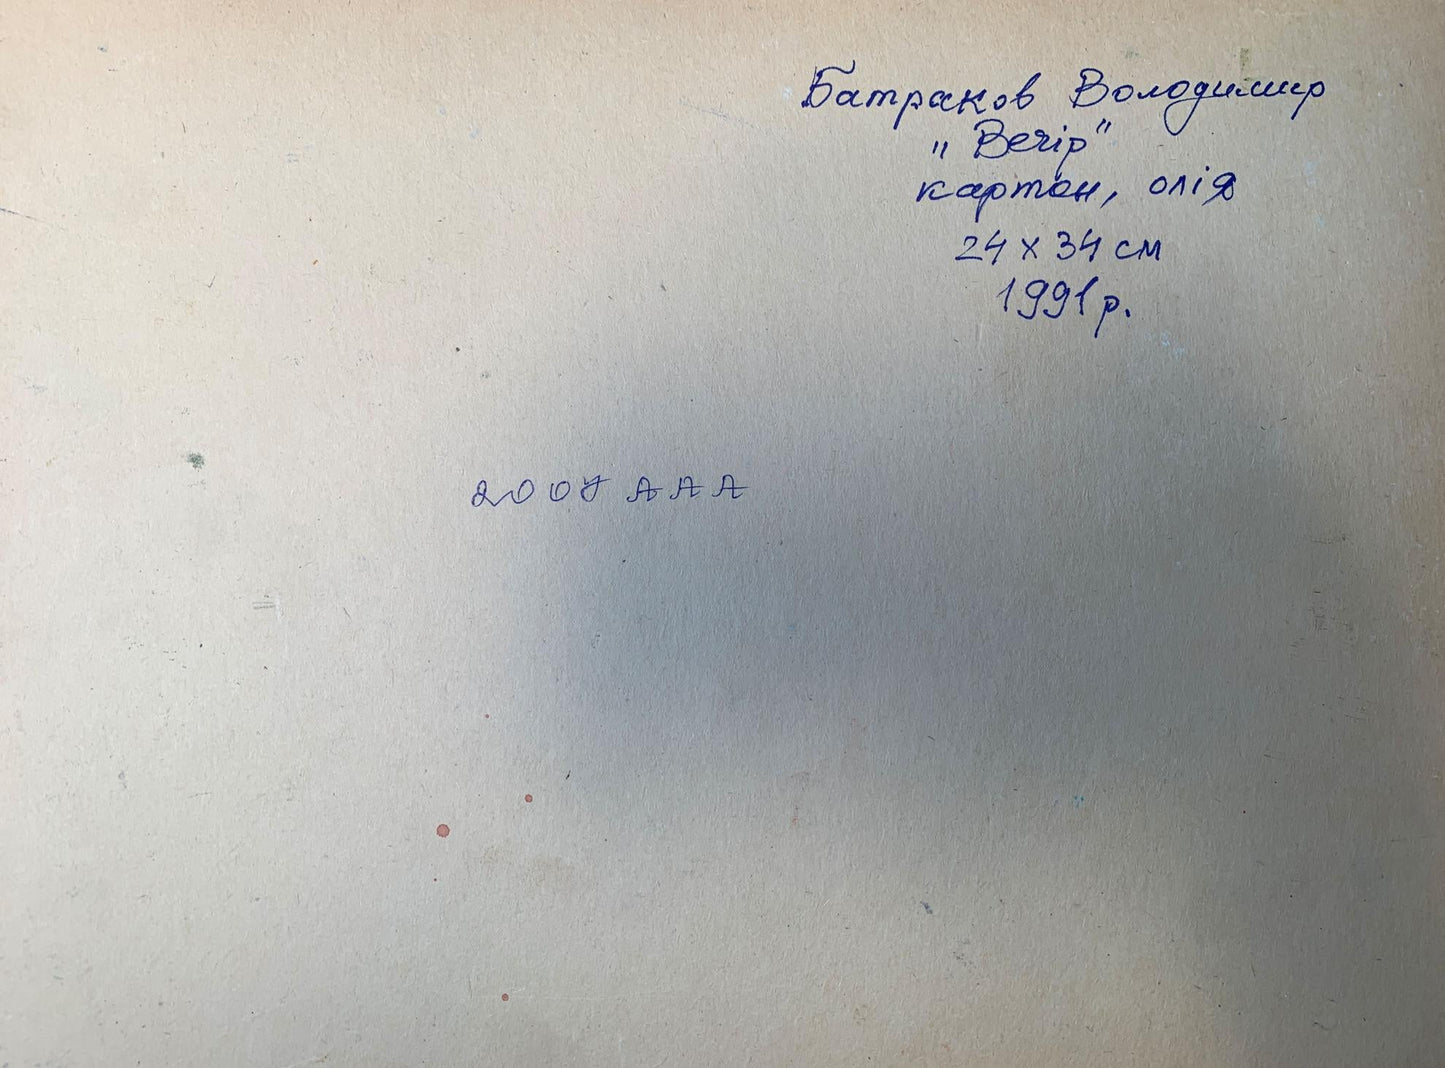 Батраков Володимир
"Вечір"
картон, олія
24 х 34 см
1991 р.
2007 ААА